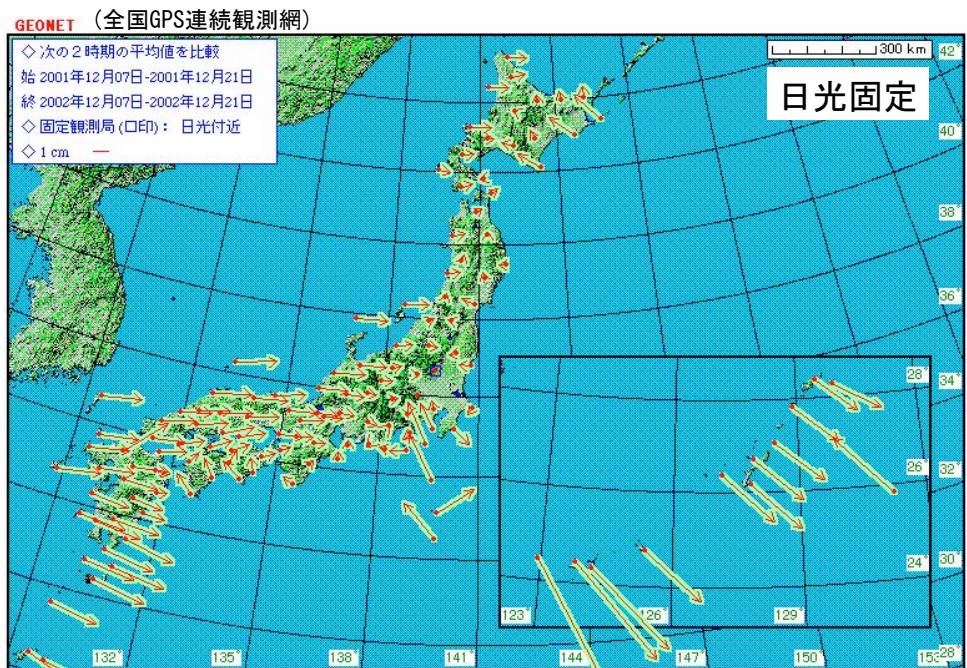 GEONET (全国GPS連続観測網)
◇ 次の2時期の平均値を比較
始 2001年12月07日-2001年12月21日
終 2002年12月07日-2002年12月21日
◇ 固定観測局(口印): 日光付近
◇ 1 cm
300 km
日光固定
42°
40°
38°
36°
34°
32°
30°
28°
28°
26°
24°
123°
126°
129°
132°
135°
138°
141°
144°
147°
150°
153°